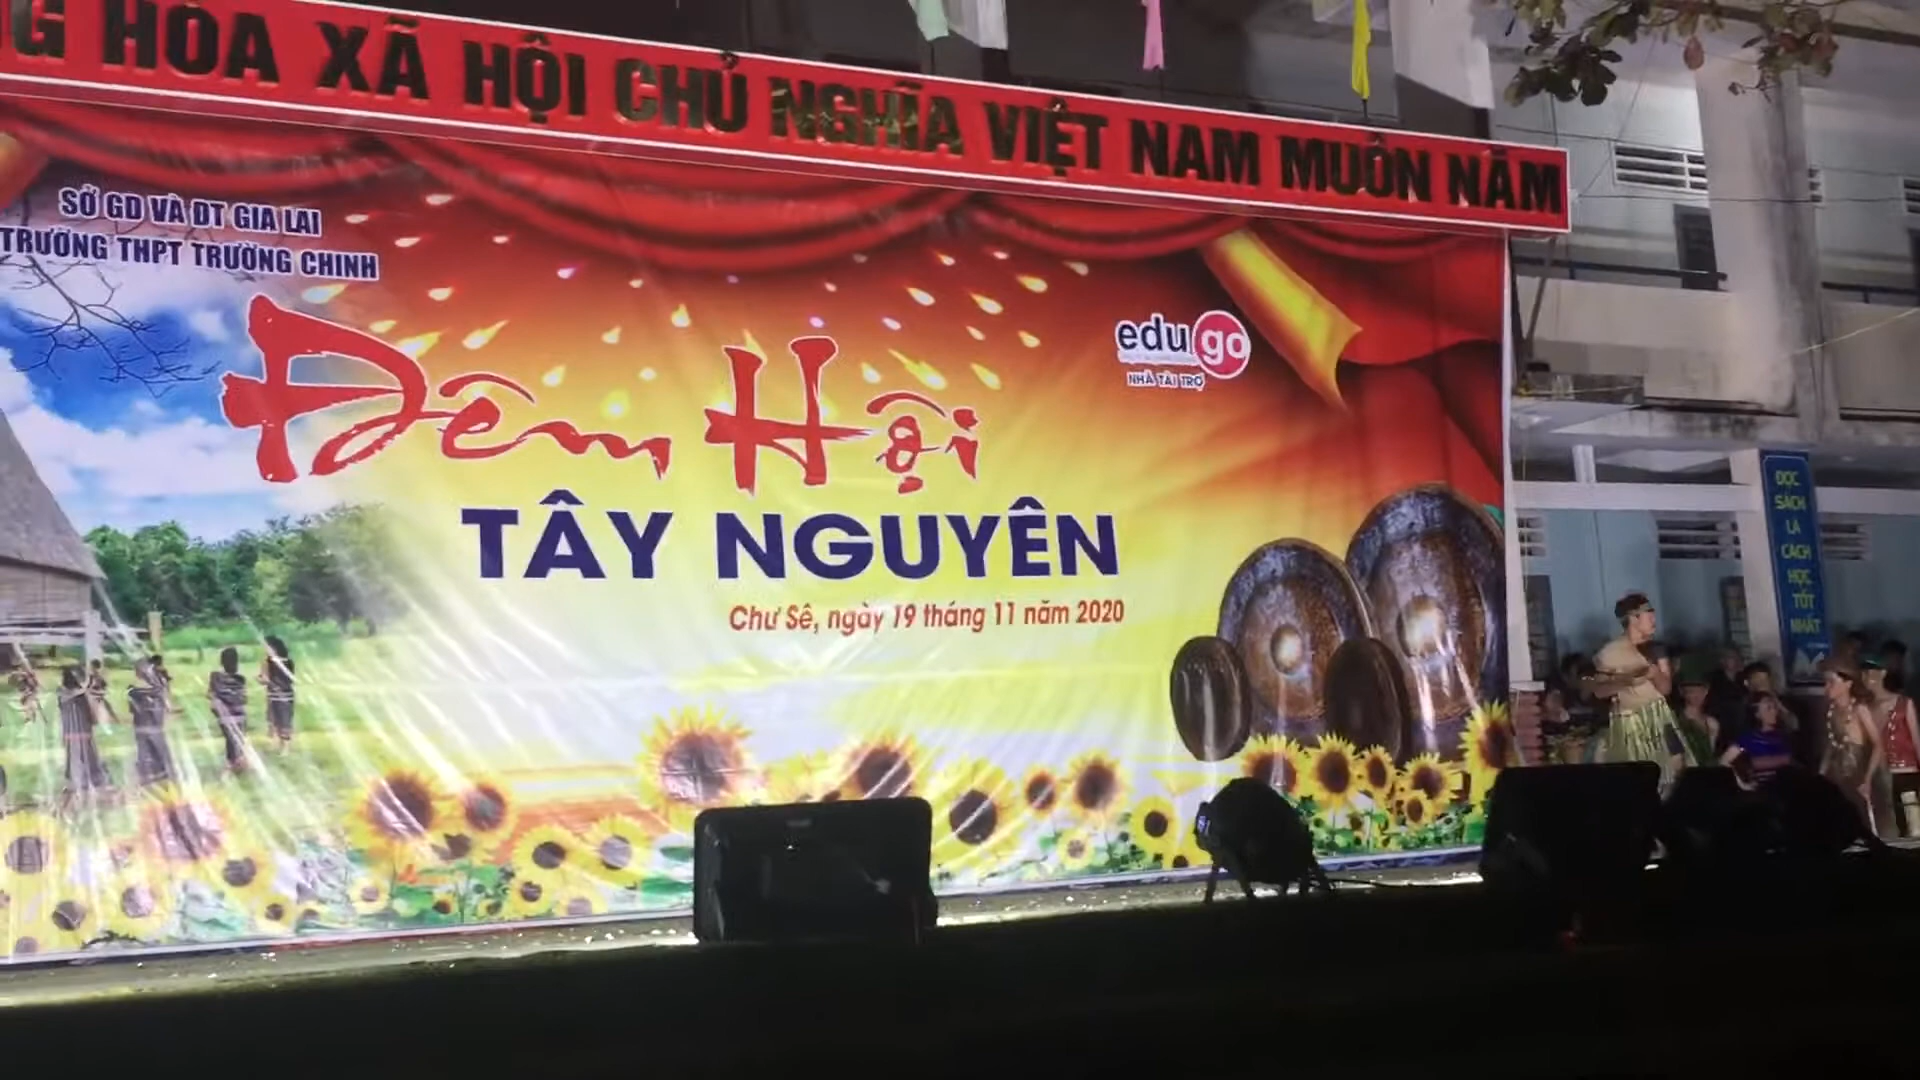 G HÒA XÃ HỘI CHỦ NGHĨA VIỆT NAM MUÔN NĂM
SỞ GD VÀ ĐT GIA LAI
TRƯỜNG THPT TRƯỜNG CHINH
Đêm Hội
TÂY NGUYÊN
Chư Sê, ngày 19 tháng 11 năm 2020
edu go
NHÀ TÀI TRỢ
ĐỌC
SÁCH
LÀ
CÁCH
HỌC
TỐT
NHẤT